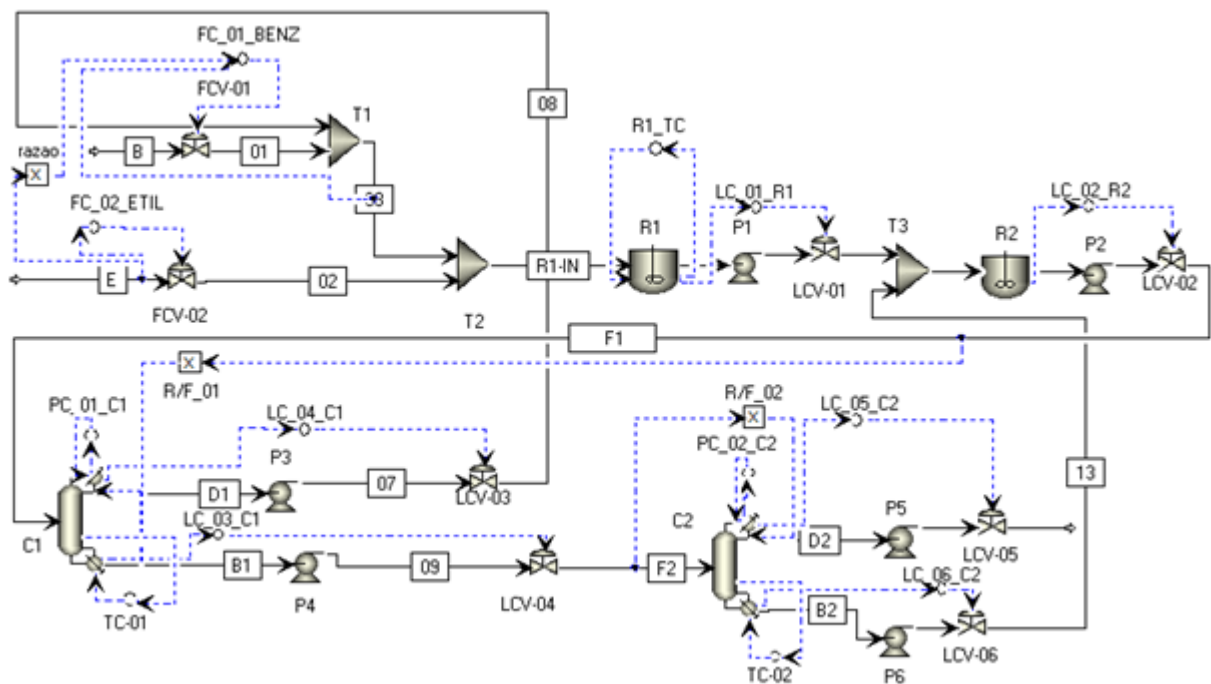 FC_01_BENZ
FCV-01
08
T1
R1_TC
B
01
razao
X
FC_02_ETIL
LC_01_R1
LC_02_R2
R1
P1
T3
R2
P2
E
02
R1-IN
LCV-01
LCV-02
FCV-02
T2
F1
X
R/F_01
R/F_02
LC_05_C2
PC_01_C1
LC_04_C1
X
PC_02_C2
P3
13
D1
07
LCV-03
C2
P5
LC_03_C1
D2
C1
B1
09
F2
LCV-05
LC_06_C2
P4
LCV-04
B2
TC-01
LCV-06
TC-02
P6